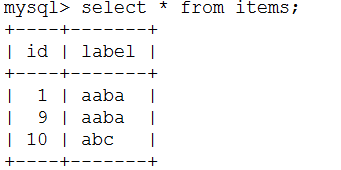 mysql> select * from items;
+----+-------+
| id | label |
+----+-------+
|  1 | aaba  |
|  9 | aaba  |
| 10 | abc   |
+----+-------+